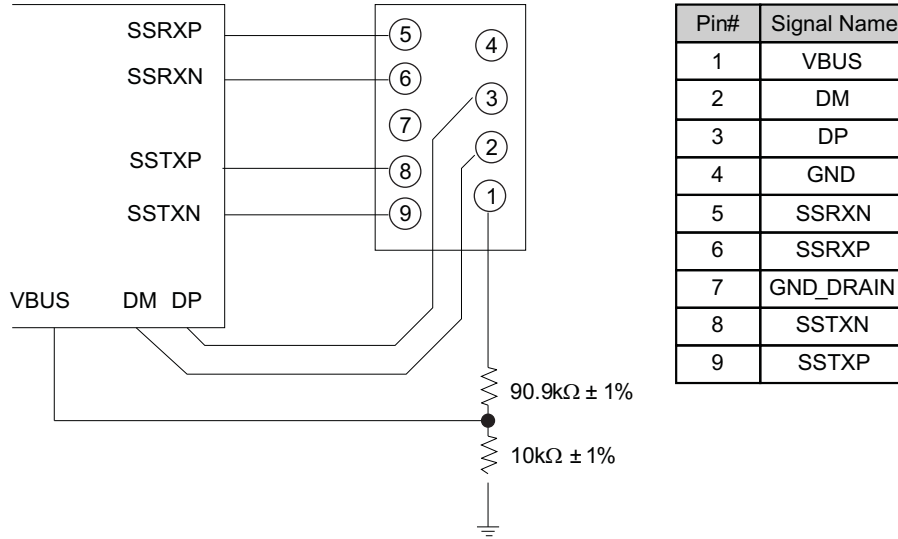 SSRXP
SSRXN
SSTXP
SSTXN
VBUS DM DP
5
6
7
8
9
4
3
2
1
90.9kΩ ± 1%
10kΩ ± 1%
Pin# Signal Name
1 VBUS
2 DM
3 DP
4 GND
5 SSRXN
6 SSRXP
7 GND_DRAIN
8 SSTXN
9 SSTXP